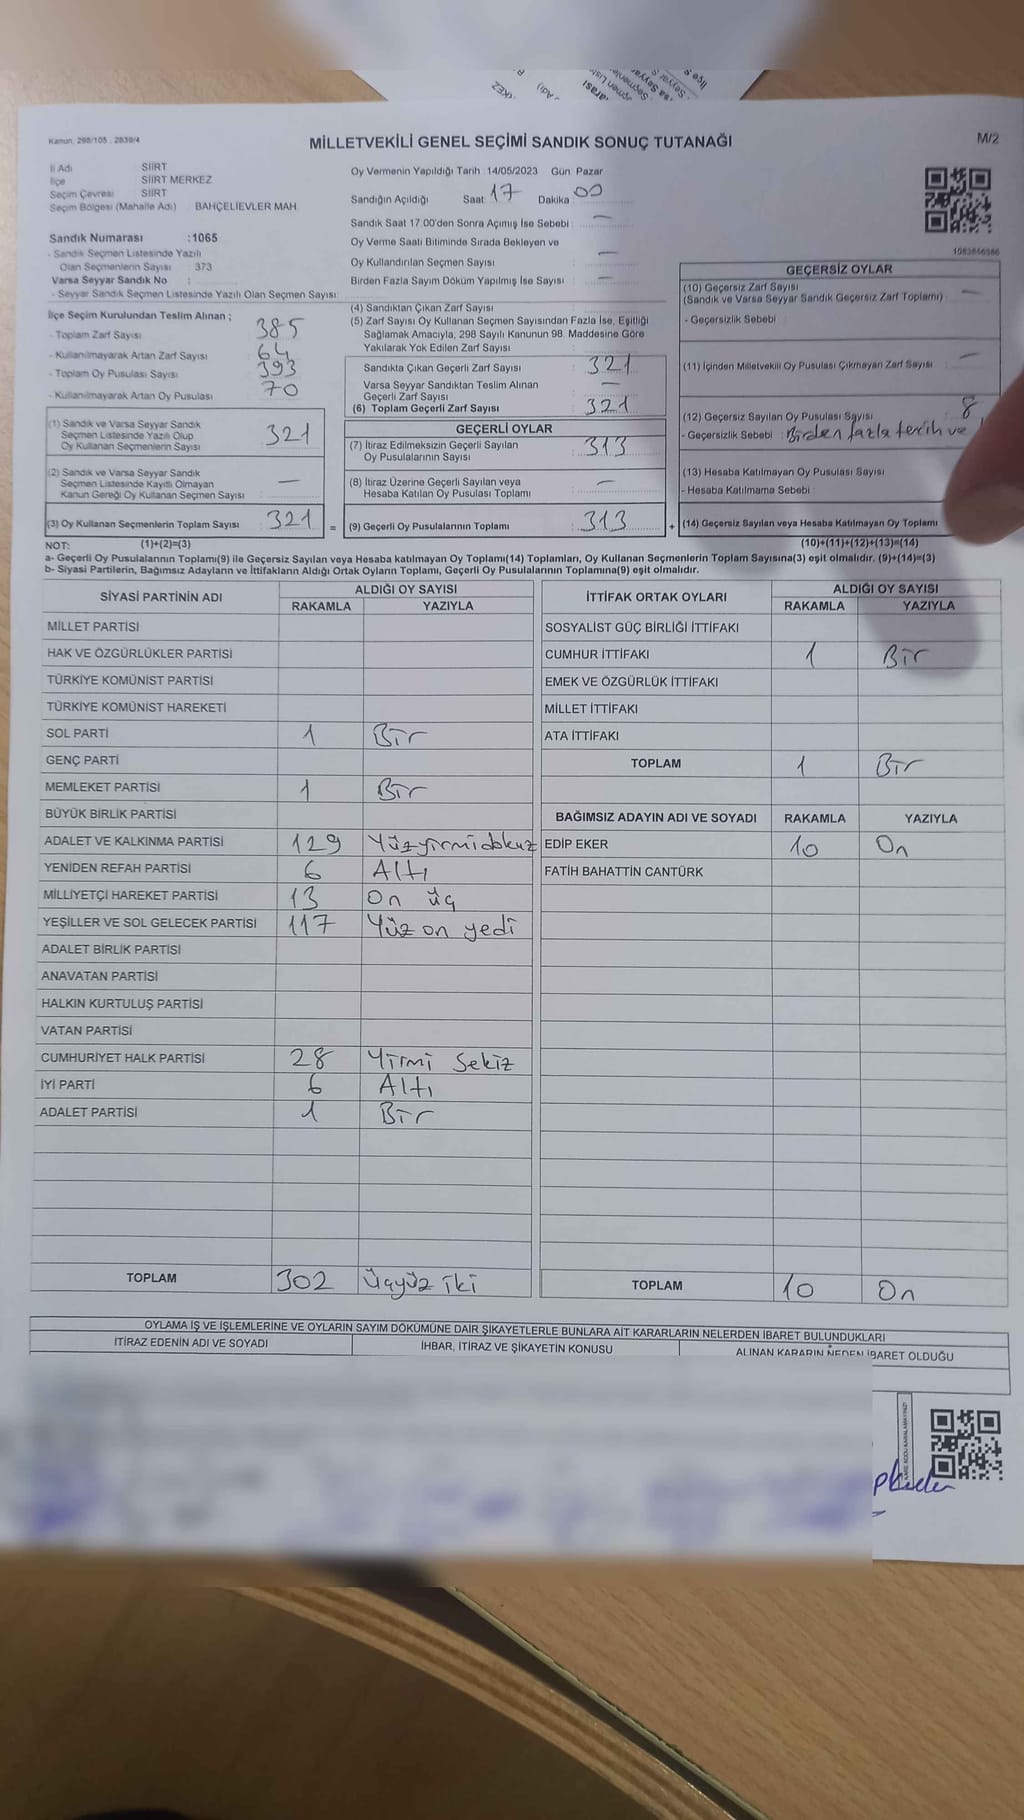 Kanun, 298/105 , 2839/4
MİLLETVEKİLİ GENEL SEÇİMİ SANDIK SONUÇ TUTANAĞI
M/2
İl Adı SİİRT
İlçe SİİRT MERKEZ
Seçim Çevresi SİİRT
Seçim Bölgesi (Mahalle Adı) BAHÇELİEVLER MAH.
Sandık Numarası :1065
- Sandık Seçmen Listesinde Yazılı
Olan Seçmenlerin Sayısı 373
Varsa Seyyar Sandık No :
- Seyyar Sandık Seçmen Listesinde Yazılı Olan Seçmen Sayısı:
Oy Vermenin Yapıldığı Tarih : 14/05/2023 Gün: Pazar
Sandığın Açıldığı Saat: 17 Dakika: 00
Sandık Saat 17.00'den Sonra Açımış İse Sebebi : —
Oy Verme Saati Bitiminde Sırada Bekleyen ve
Oy Kullandırılan Seçmen Sayısı : —
Birden Fazla Sayım Döküm Yapılmış İse Sayısı : —
1083656986
İlçe Seçim Kurulundan Teslim Alınan ;
- Toplam Zarf Sayısı 385
- Kullanılmayarak Artan Zarf Sayısı 64
- Toplam Oy Pusulası Sayısı 393
- Kullanılmayarak Artan Oy Pusulası 70
(1) Sandık ve Varsa Seyyar Sandık
Seçmen Listesinde Yazılı Olup
Oy Kullanan Seçmenlerin Sayısı 321
(2) Sandık ve Varsa Seyyar Sandık
Seçmen Listesinde Kayıtlı Olmayan
Kanun Gereği Oy Kullanan Seçmen Sayısı —
(3) Oy Kullanan Seçmenlerin Toplam Sayısı 321 =
(4) Sandıktan Çıkan Zarf Sayısı
(5) Zarf Sayısı Oy Kullanan Seçmen Sayısından Fazla İse, Eşitliği
Sağlamak Amacıyla, 298 Sayılı Kanunun 98. Maddesine Göre
Yakılarak Yok Edilen Zarf Sayısı :
Sandıkta Çıkan Geçerli Zarf Sayısı : 321
Varsa Seyyar Sandıktan Teslim Alınan
Geçerli Zarf Sayısı : —
(6) Toplam Geçerli Zarf Sayısı : 321
GEÇERLİ OYLAR
(7) İtiraz Edilmeksizin Geçerli Sayılan
Oy Pusulalarının Sayısı : 313
(8) İtiraz Üzerine Geçerli Sayılan veya
Hesaba Katılan Oy Pusulası Toplamı : —
(9) Geçerli Oy Pusulalarının Toplamı : 313 +
GEÇERSİZ OYLAR
(10) Geçersiz Zarf Sayısı
(Sandık ve Varsa Seyyar Sandık Geçersiz Zarf Toplamı) : —
- Geçersizlik Sebebi :
(11) İçinden Milletvekili Oy Pusulası Çıkmayan Zarf Sayısı : —
(12) Geçersiz Sayılan Oy Pusulası Sayısı : 8
- Geçersizlik Sebebi : Birden fazla tercih ve
(13) Hesaba Katılmayan Oy Pusulası Sayısı
- Hesaba Katılmama Sebebi :
(14) Geçersiz Sayılan veya Hesaba Katılmayan Oy Toplamı
NOT: (1)+(2)=(3)
(10)+(11)+(12)+(13)=(14)
a- Geçerli Oy Pusulalarının Toplamı(9) ile Geçersiz Sayılan veya Hesaba katılmayan Oy Toplamı(14) Toplamları, Oy Kullanan Seçmenlerin Toplam Sayısına(3) eşit olmalıdır. (9)+(14)=(3)
b- Siyasi Partilerin, Bağımsız Adayların ve İttifakların Aldığı Ortak Oyların Toplamı, Geçerli Oy Pusulalarının Toplamına(9) eşit olmalıdır.
SİYASİ PARTİNİN ADI ALDIĞI OY SAYISI
RAKAMLA YAZIYLA
MİLLET PARTİSİ
HAK VE ÖZGÜRLÜKLER PARTİSİ
TÜRKİYE KOMÜNİST PARTİSİ
TÜRKİYE KOMÜNİST HAREKETİ
SOL PARTİ 1 Bir
GENÇ PARTİ
MEMLEKET PARTİSİ 1 Bir
BÜYÜK BİRLİK PARTİSİ
ADALET VE KALKINMA PARTİSİ 129 Yüzyirmidokuz
YENİDEN REFAH PARTİSİ 6 Altı
MİLLİYETÇİ HAREKET PARTİSİ 13 On üç
YEŞİLLER VE SOL GELECEK PARTİSİ 117 Yüz on yedi
ADALET BİRLİK PARTİSİ
ANAVATAN PARTİSİ
HALKIN KURTULUŞ PARTİSİ
VATAN PARTİSİ
CUMHURİYET HALK PARTİSİ 28 Yirmi Sekiz
İYİ PARTİ 6 Altı
ADALET PARTİSİ 1 Bir
TOPLAM 302 Üçyüz iki
İTTİFAK ORTAK OYLARI ALDIĞI OY SAYISI
RAKAMLA YAZIYLA
SOSYALİST GÜÇ BİRLİĞİ İTTİFAKI
CUMHUR İTTİFAKI 1 Bir
EMEK VE ÖZGÜRLÜK İTTİFAKI
MİLLET İTTİFAKI
ATA İTTİFAKI
TOPLAM 1 Bir
BAĞIMSIZ ADAYIN ADI VE SOYADI RAKAMLA YAZIYLA
EDİP EKER 10 On
FATİH BAHATTİN CANTÜRK
TOPLAM 10 On
OYLAMA İŞ VE İŞLEMLERİNE VE OYLARIN SAYIM DÖKÜMÜNE DAİR ŞİKAYETLERLE BUNLARA AİT KARARLARIN NELERDEN İBARET BULUNDUKLARI
İTİRAZ EDENİN ADI VE SOYADI İHBAR, İTİRAZ VE ŞİKAYETİN KONUSU ALINAN KARARIN NEDEN İBARET OLDUĞU